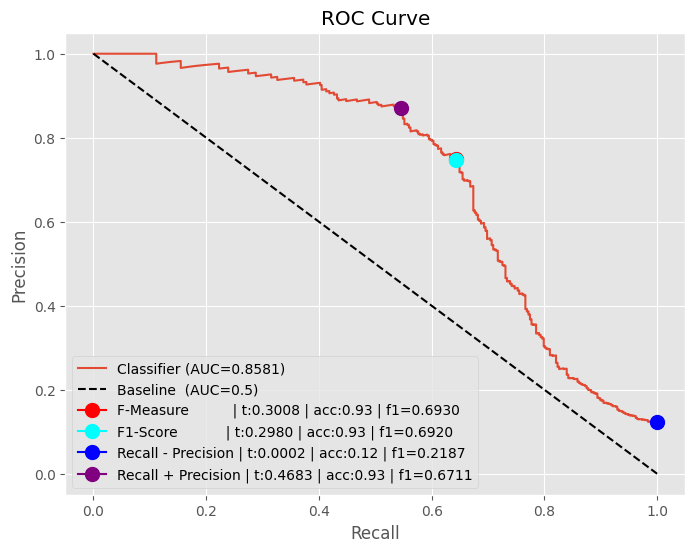 ROC Curve
1.0
0.8
0.6
0.4
0.2
0.0
Precision
Classifier (AUC=0.8581)
Baseline  (AUC=0.5)
F-Measure          | t:0.3008 | acc:0.93 | f1=0.6930
F1-Score           | t:0.2980 | acc:0.93 | f1=0.6920
Recall - Precision | t:0.0002 | acc:0.12 | f1=0.2187
Recall + Precision | t:0.4683 | acc:0.93 | f1=0.6711
0.0 0.2 0.4 0.6 0.8 1.0
Recall